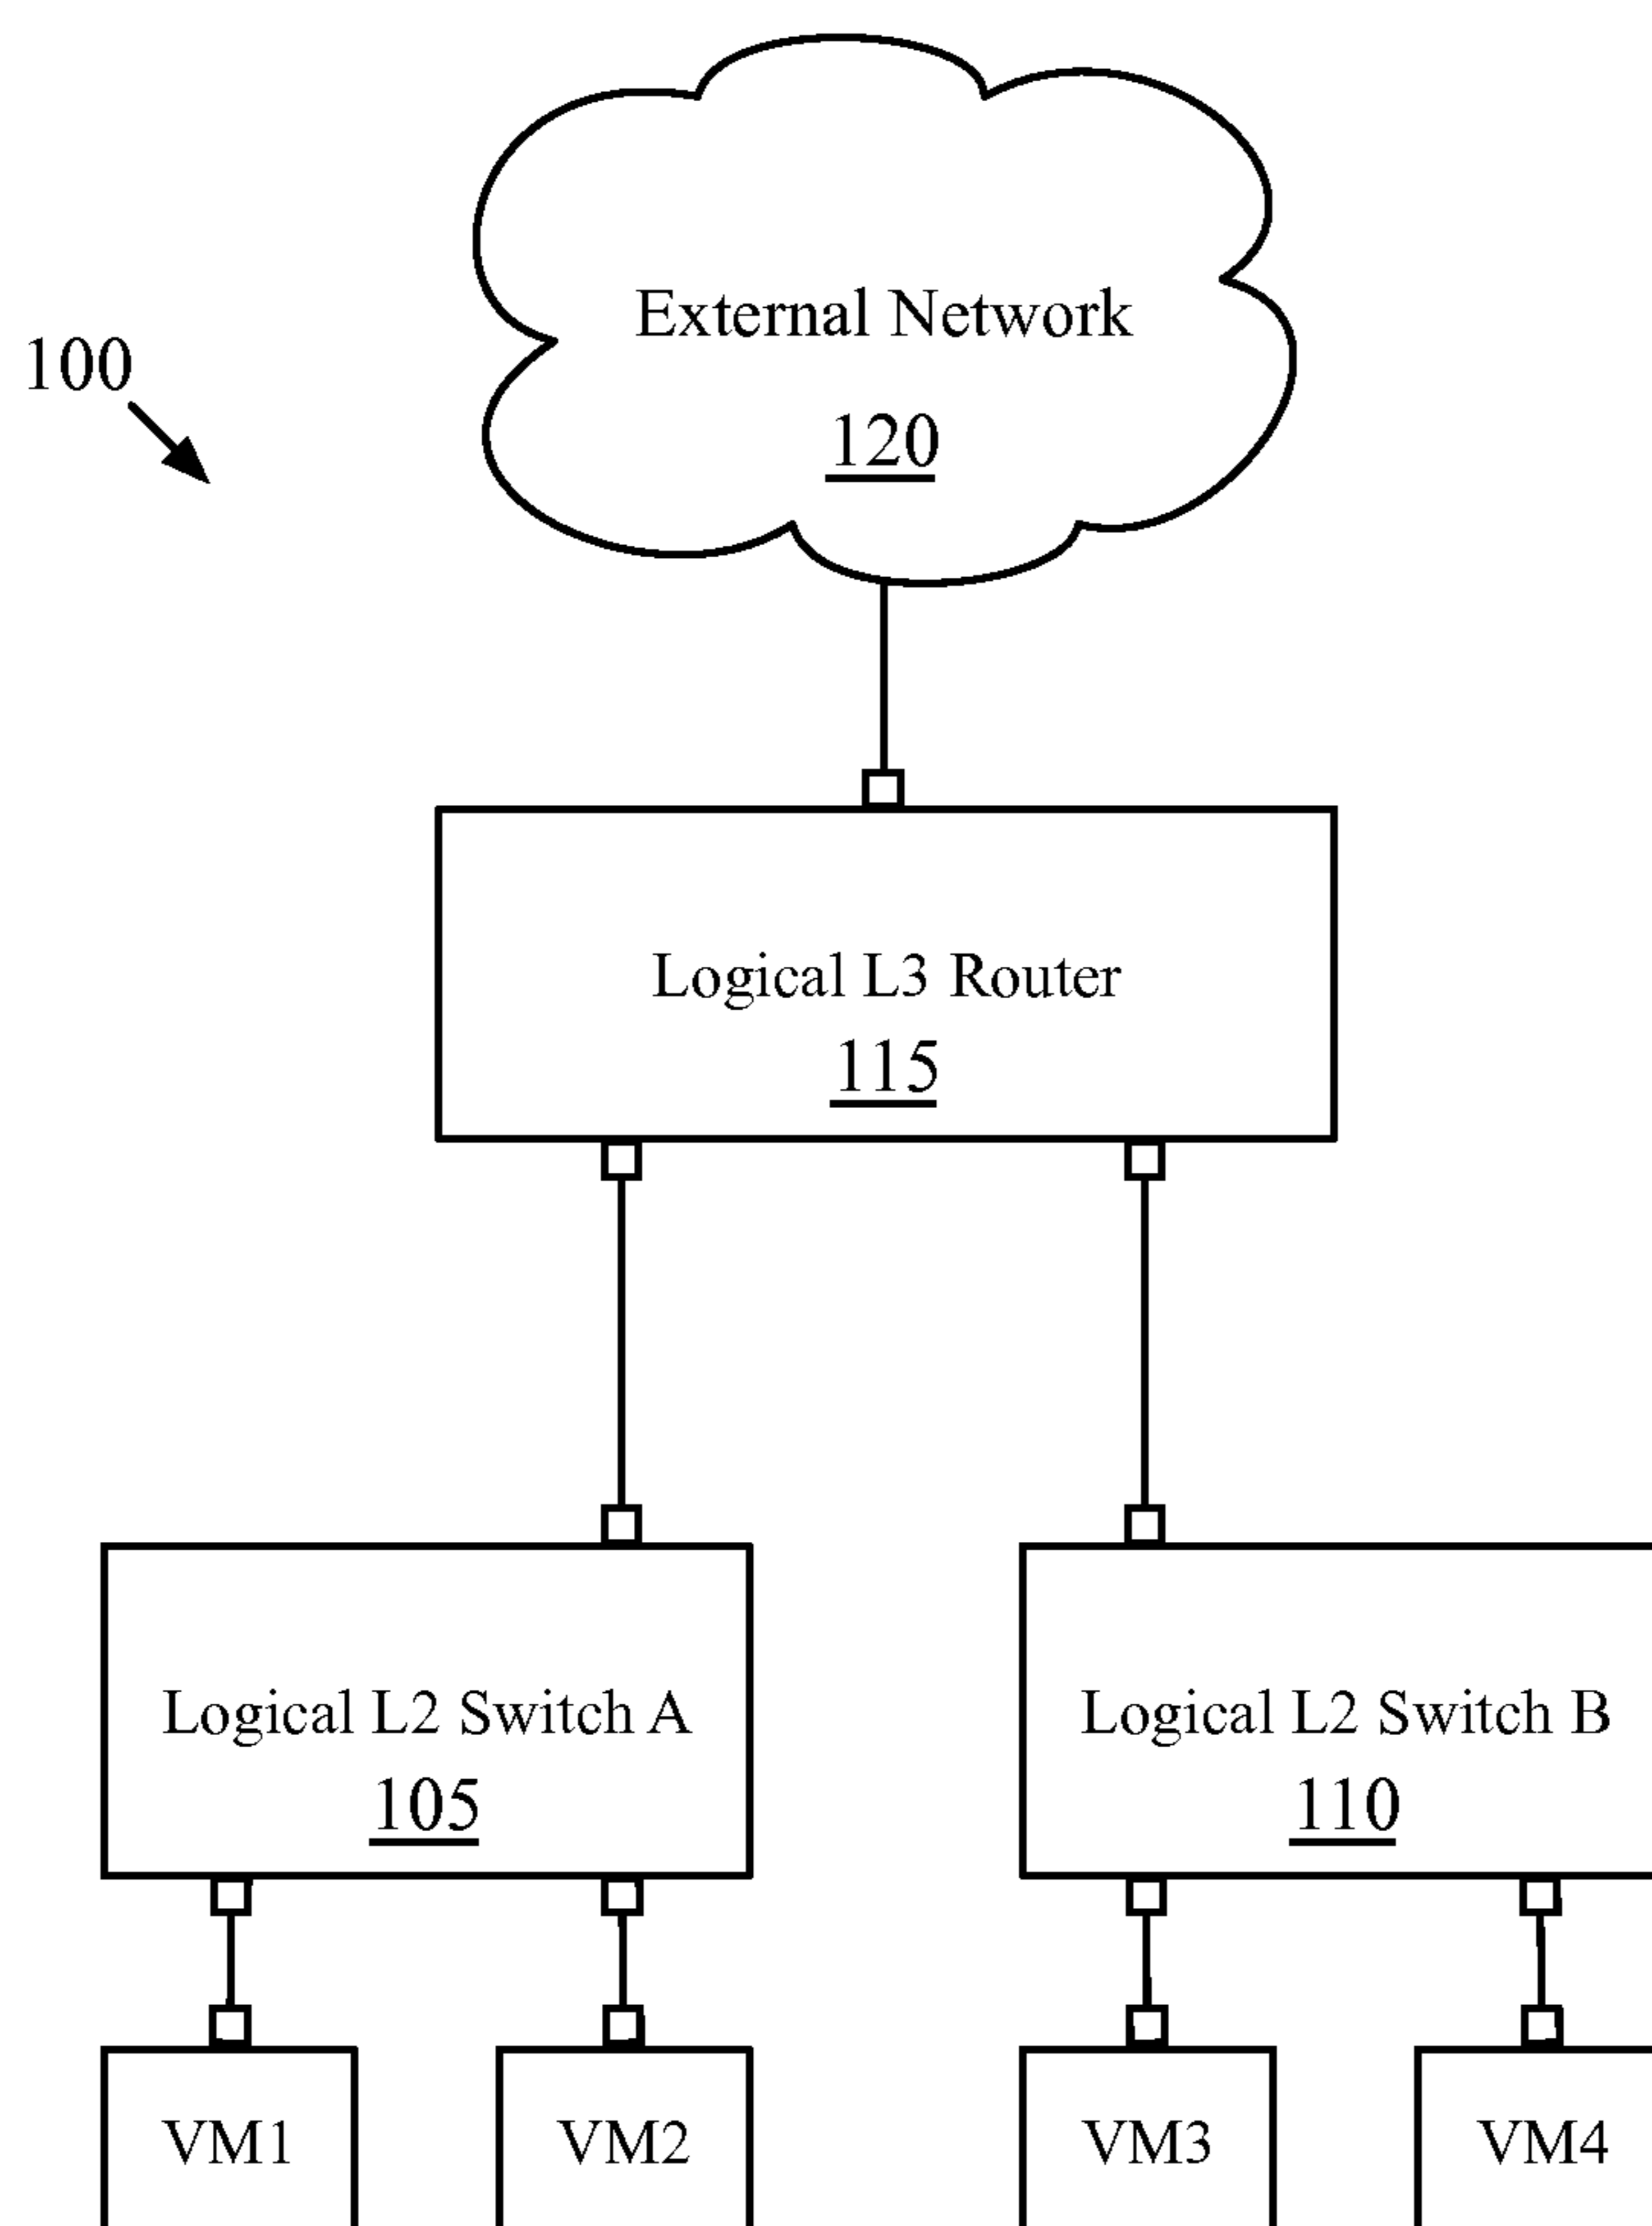 External Network
100
120
Logical L3 Router
115
Logical L2 Switch A
105
Logical L2 Switch B
110
VM1
VM2
VM3
VM4